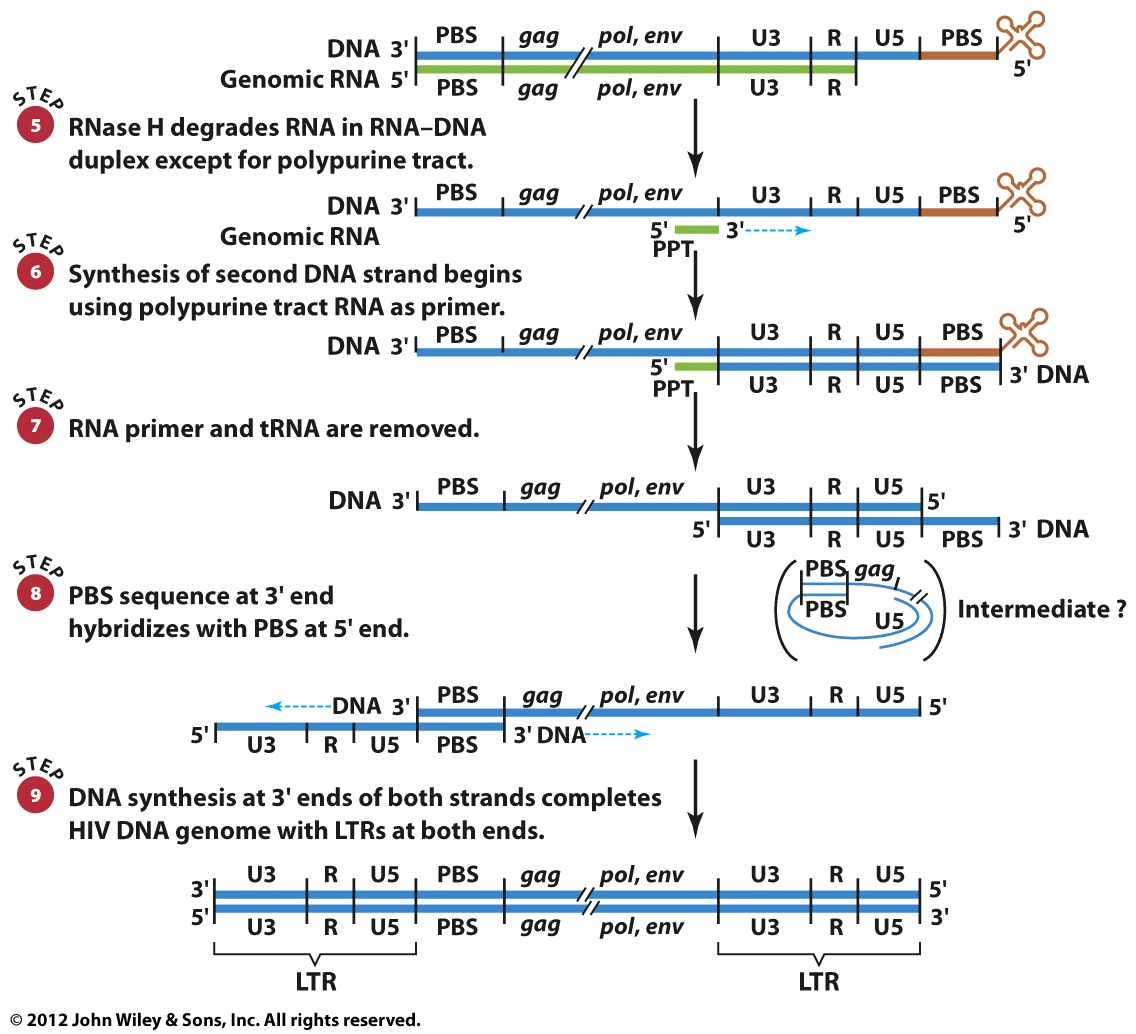 PBS gag pol, env U3 R U5 PBS
DNA 3'
Genomic RNA 5' 5'
PBS gag pol, env U3 R
STEP
5 RNase H degrades RNA in RNA–DNA
duplex except for polypurine tract.
PBS gag pol, env U3 R U5 PBS
DNA 3'
5'
Genomic RNA 5' 3'
PPT
STEP
6 Synthesis of second DNA strand begins
using polypurine tract RNA as primer.
PBS gag pol, env U3 R U5 PBS
DNA 3'
5' 3' DNA
PPT U3 R U5 PBS
STEP
7 RNA primer and tRNA are removed.
PBS gag pol, env U3 R U5
DNA 3' 5'
5' 3' DNA
U3 R U5 PBS
STEP
8 PBS sequence at 3' end
hybridizes with PBS at 5' end.
PBS gag
PBS U5
Intermediate ?
PBS gag pol, env U3 R U5
DNA 3' 5'
5' 3' DNA
U3 R U5 PBS
STEP
9 DNA synthesis at 3' ends of both strands completes
HIV DNA genome with LTRs at both ends.
U3 R U5 PBS gag pol, env U3 R U5
3' 5'
5' 3'
U3 R U5 PBS gag pol, env U3 R U5
LTR LTR
© 2012 John Wiley & Sons, Inc. All rights reserved.